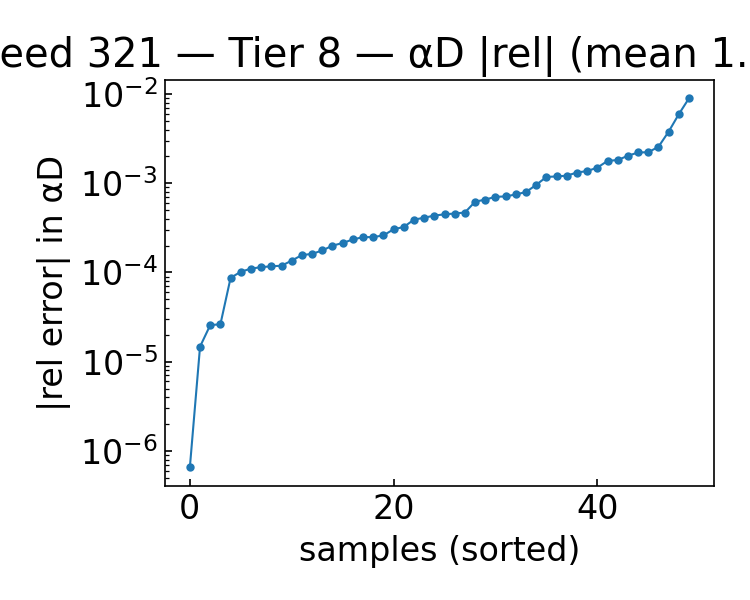 eed 321 — Tier 8 — αD |rel| (mean 1.
|rel error| in αD
10⁻²
10⁻³
10⁻⁴
10⁻⁵
10⁻⁶
0 20 40
samples (sorted)